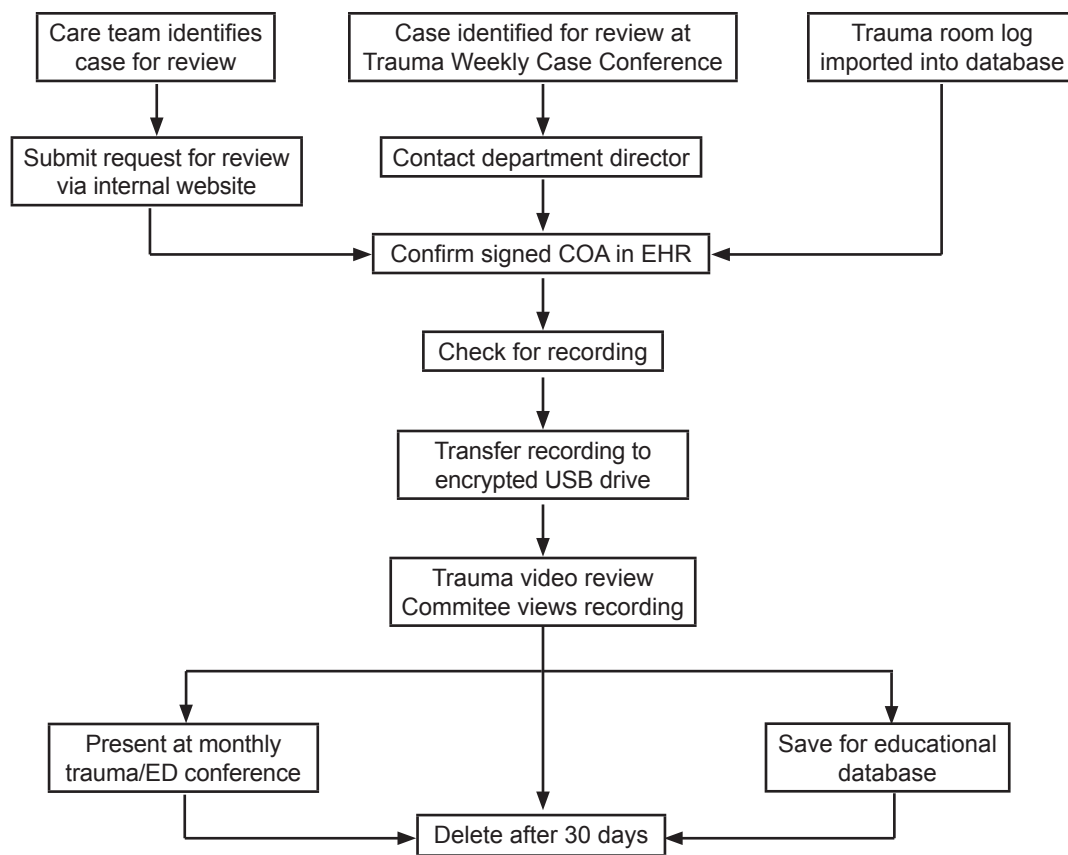 Care team identifies
case for review
Case identified for review at
Trauma Weekly Case Conference
Trauma room log
imported into database
Submit request for review
via internal website
Contact department director
Confirm signed COA in EHR
Check for recording
Transfer recording to
encrypted USB drive
Trauma video review
Commitee views recording
Present at monthly
trauma/ED conference
Save for educational
database
Delete after 30 days